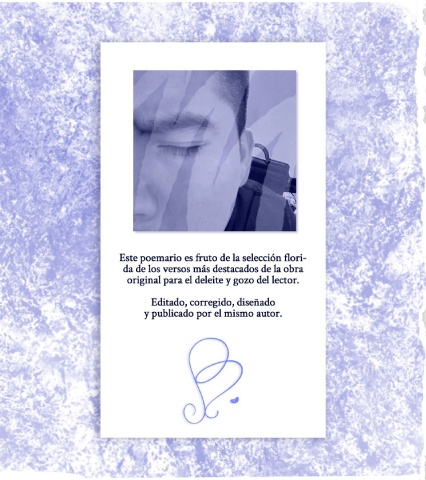 Este poemario es fruto de la selección flori-
da de los versos más destacados de la obra
original para el deleite y gozo del lector.
Editado, corregido, diseñado
y publicado por el mismo autor.